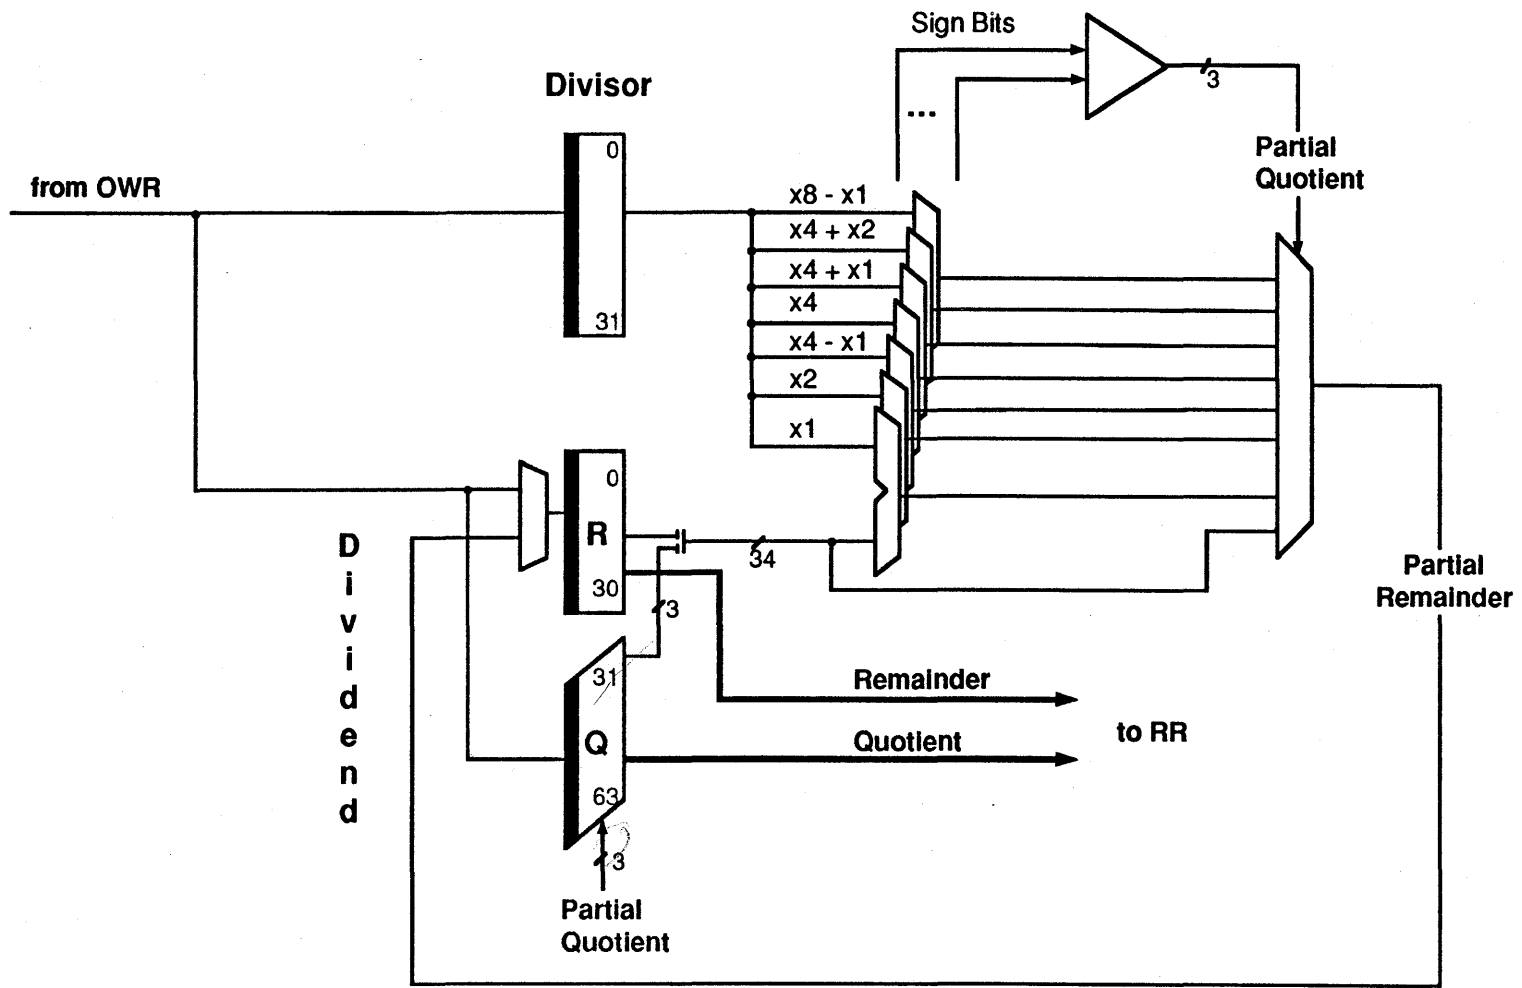 Sign Bits
3
Divisor
...
Partial
Quotient
from OWR
0
31
x8 - x1
x4 + x2
x4 + x1
x4
x4 - x1
x2
x1
0
R
30
34
3
Dividend
Partial
Remainder
31
Q
63
Remainder
Quotient
to RR
3
Partial
Quotient